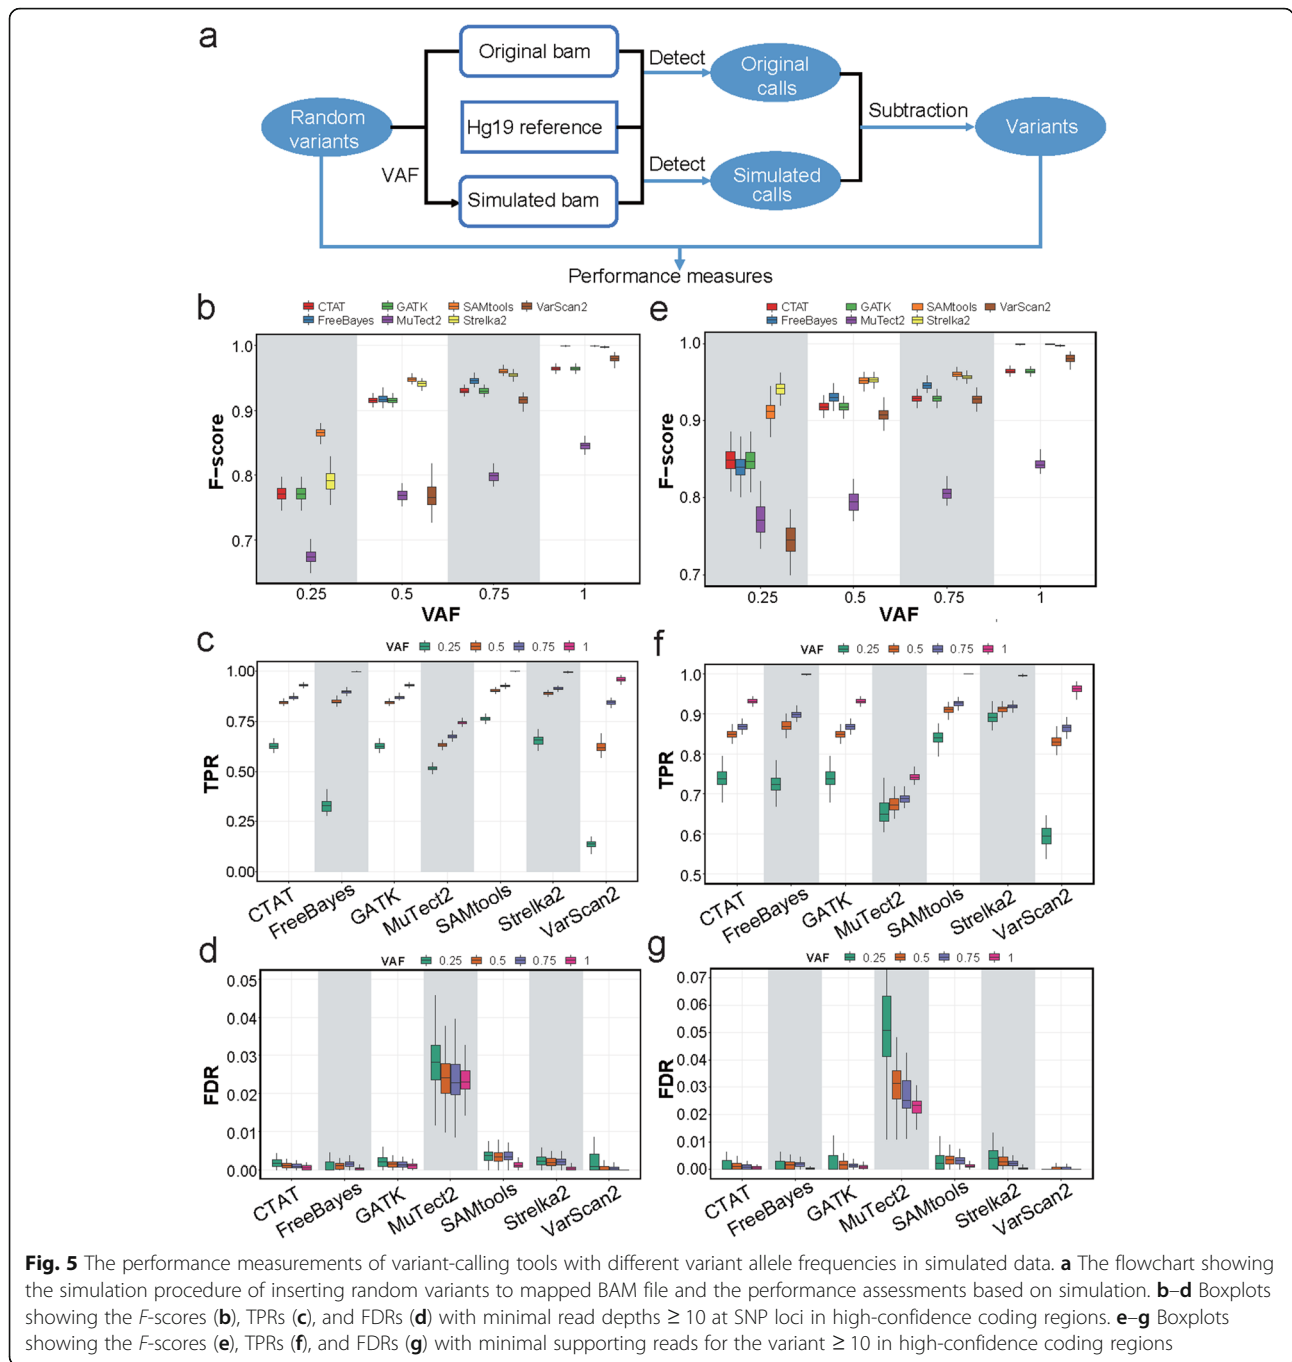 a
Original bam
Detect
Original
calls
Random
variants
Hg19 reference
Subtraction
Variants
VAF
Detect
Simulated bam
Simulated
calls
Performance measures
b
CTAT GATK SAMtools VarScan2
FreeBayes MuTect2 Strelka2
F-score
1.0
0.9
0.8
0.7
0.25 0.5 0.75 1
VAF
e
CTAT GATK SAMtools VarScan2
FreeBayes MuTect2 Strelka2
F-score
1.0
0.9
0.8
0.7
0.25 0.5 0.75 1
VAF
c
VAF 0.25 0.5 0.75 1
TPR
1.00
0.75
0.50
0.25
0.00
CTAT FreeBayes GATK MuTect2 SAMtools Strelka2 VarScan2
f
VAF 0.25 0.5 0.75 1
TPR
1.0
0.9
0.8
0.7
0.6
0.5
CTAT FreeBayes GATK MuTect2 SAMtools Strelka2 VarScan2
d
VAF 0.25 0.5 0.75 1
FDR
0.05
0.04
0.03
0.02
0.01
0.00
CTAT FreeBayes GATK MuTect2 SAMtools Strelka2 VarScan2
g
VAF 0.25 0.5 0.75 1
FDR
0.07
0.06
0.05
0.04
0.03
0.02
0.01
0.00
CTAT FreeBayes GATK MuTect2 SAMtools Strelka2 VarScan2
Fig. 5 The performance measurements of variant-calling tools with different variant allele frequencies in simulated data. a The flowchart showing
the simulation procedure of inserting random variants to mapped BAM file and the performance assessments based on simulation. b–d Boxplots
showing the F-scores (b), TPRs (c), and FDRs (d) with minimal read depths ≥ 10 at SNP loci in high-confidence coding regions. e–g Boxplots
showing the F-scores (e), TPRs (f), and FDRs (g) with minimal supporting reads for the variant ≥ 10 in high-confidence coding regions